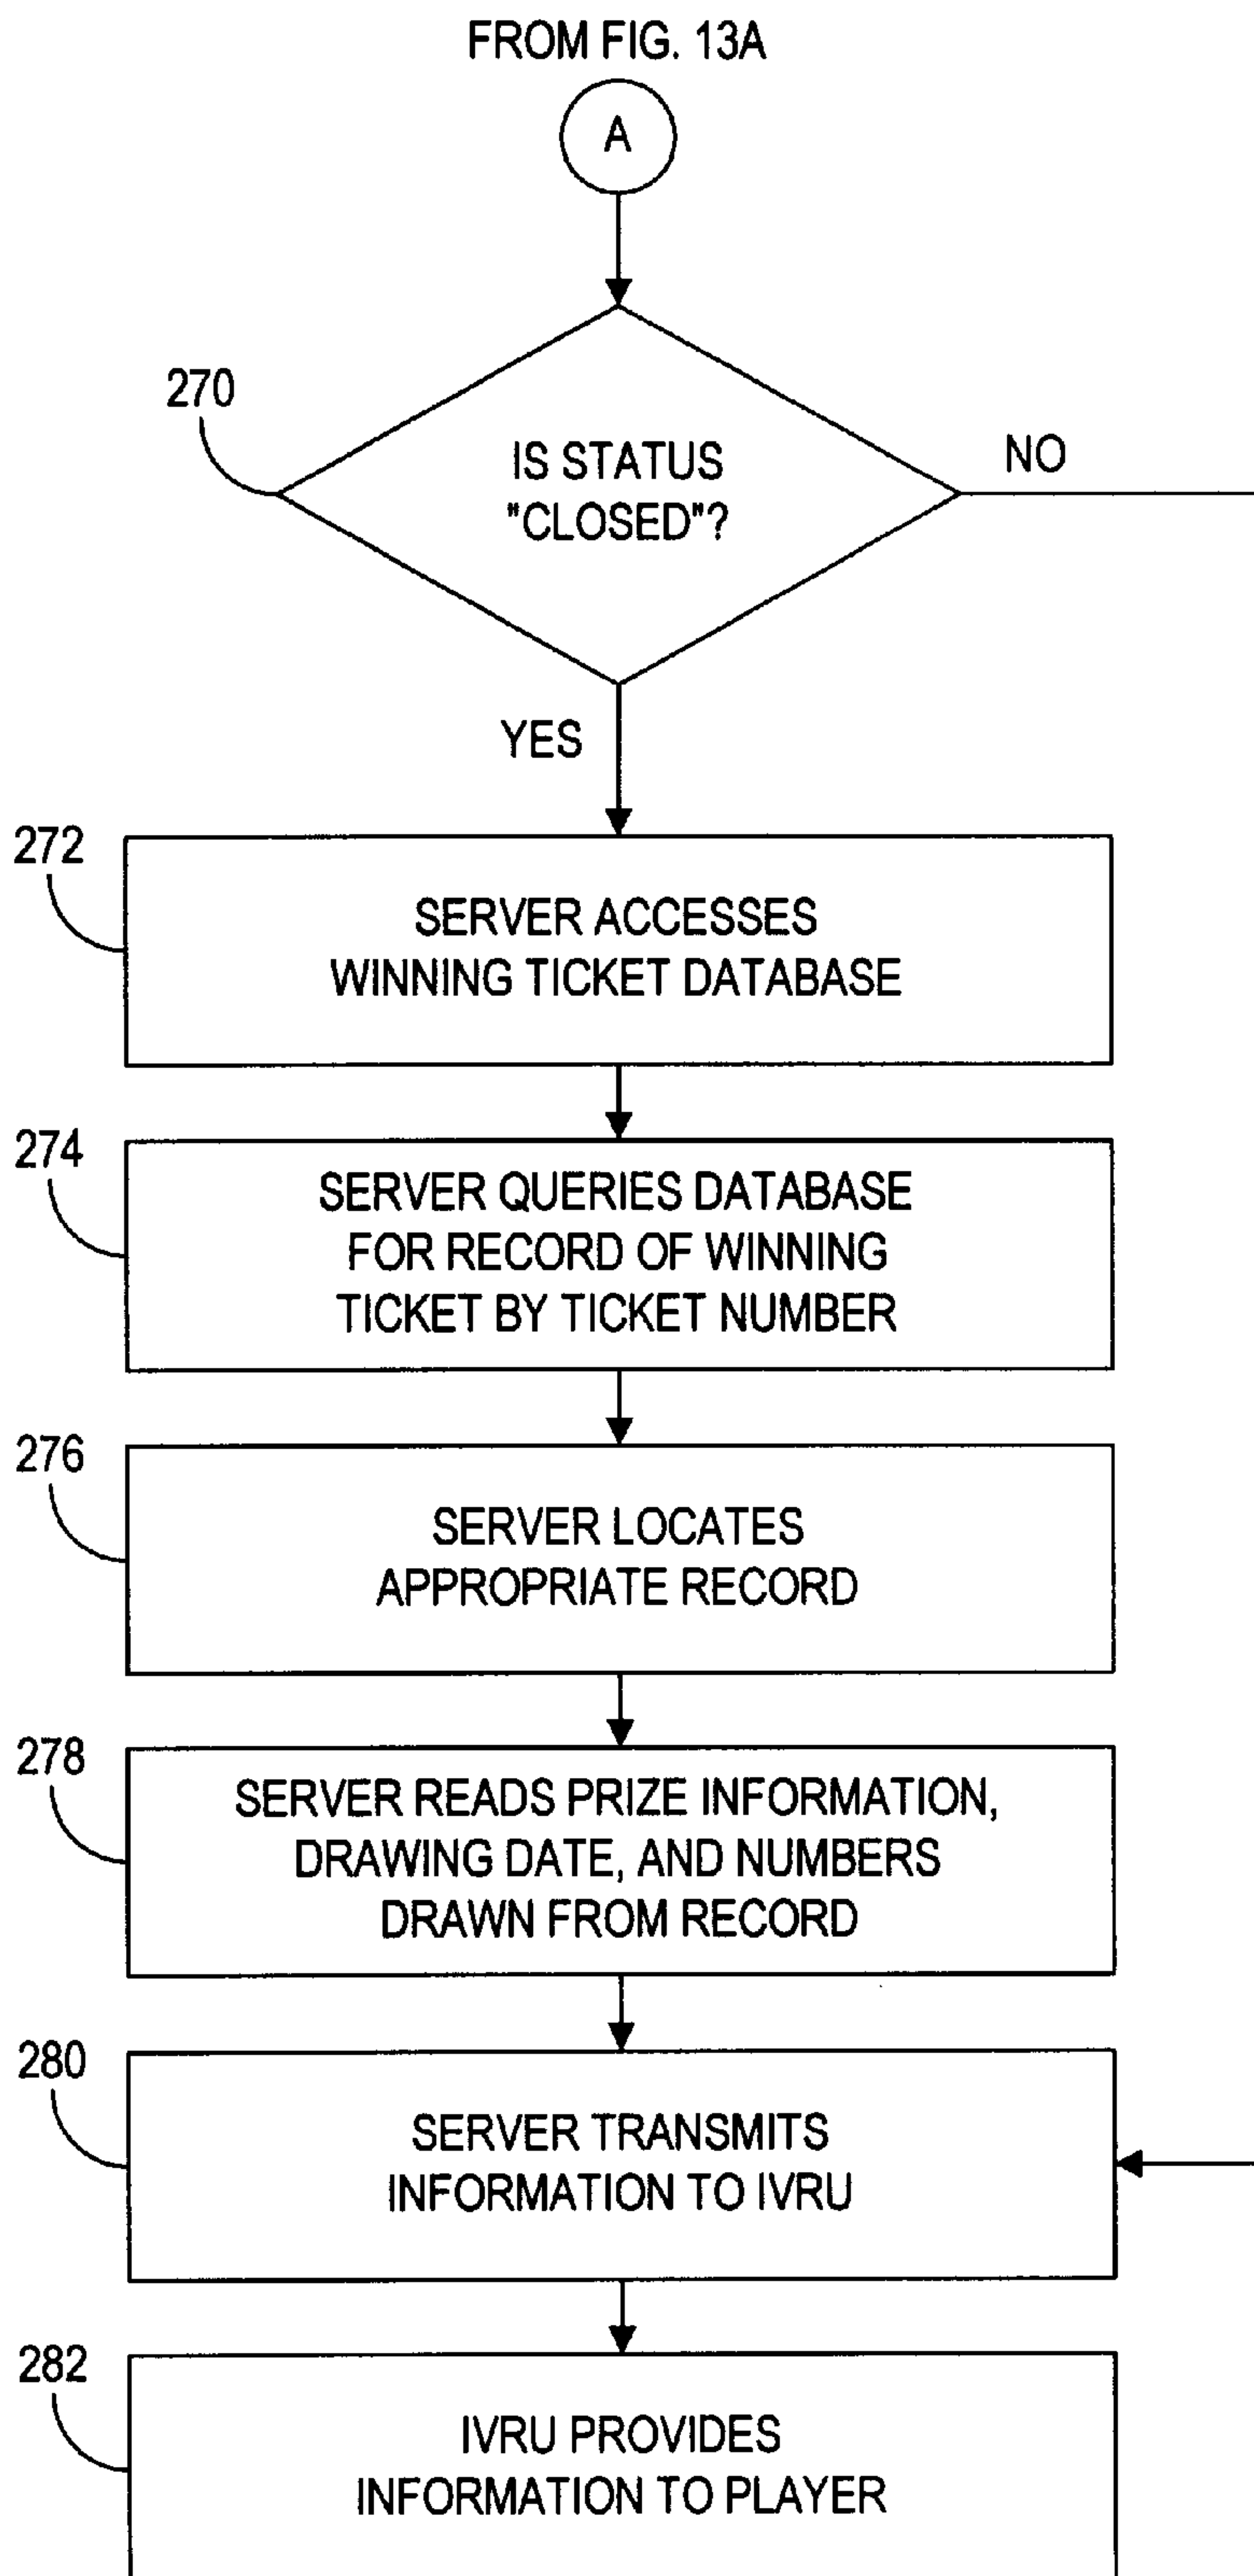 FROM FIG. 13A
A
270
IS STATUS
"CLOSED"?
NO
YES
272
SERVER ACCESSES
WINNING TICKET DATABASE
274
SERVER QUERIES DATABASE
FOR RECORD OF WINNING
TICKET BY TICKET NUMBER
276
SERVER LOCATES
APPROPRIATE RECORD
278
SERVER READS PRIZE INFORMATION,
DRAWING DATE, AND NUMBERS
DRAWN FROM RECORD
280
SERVER TRANSMITS
INFORMATION TO IVRU
282
IVRU PROVIDES
INFORMATION TO PLAYER